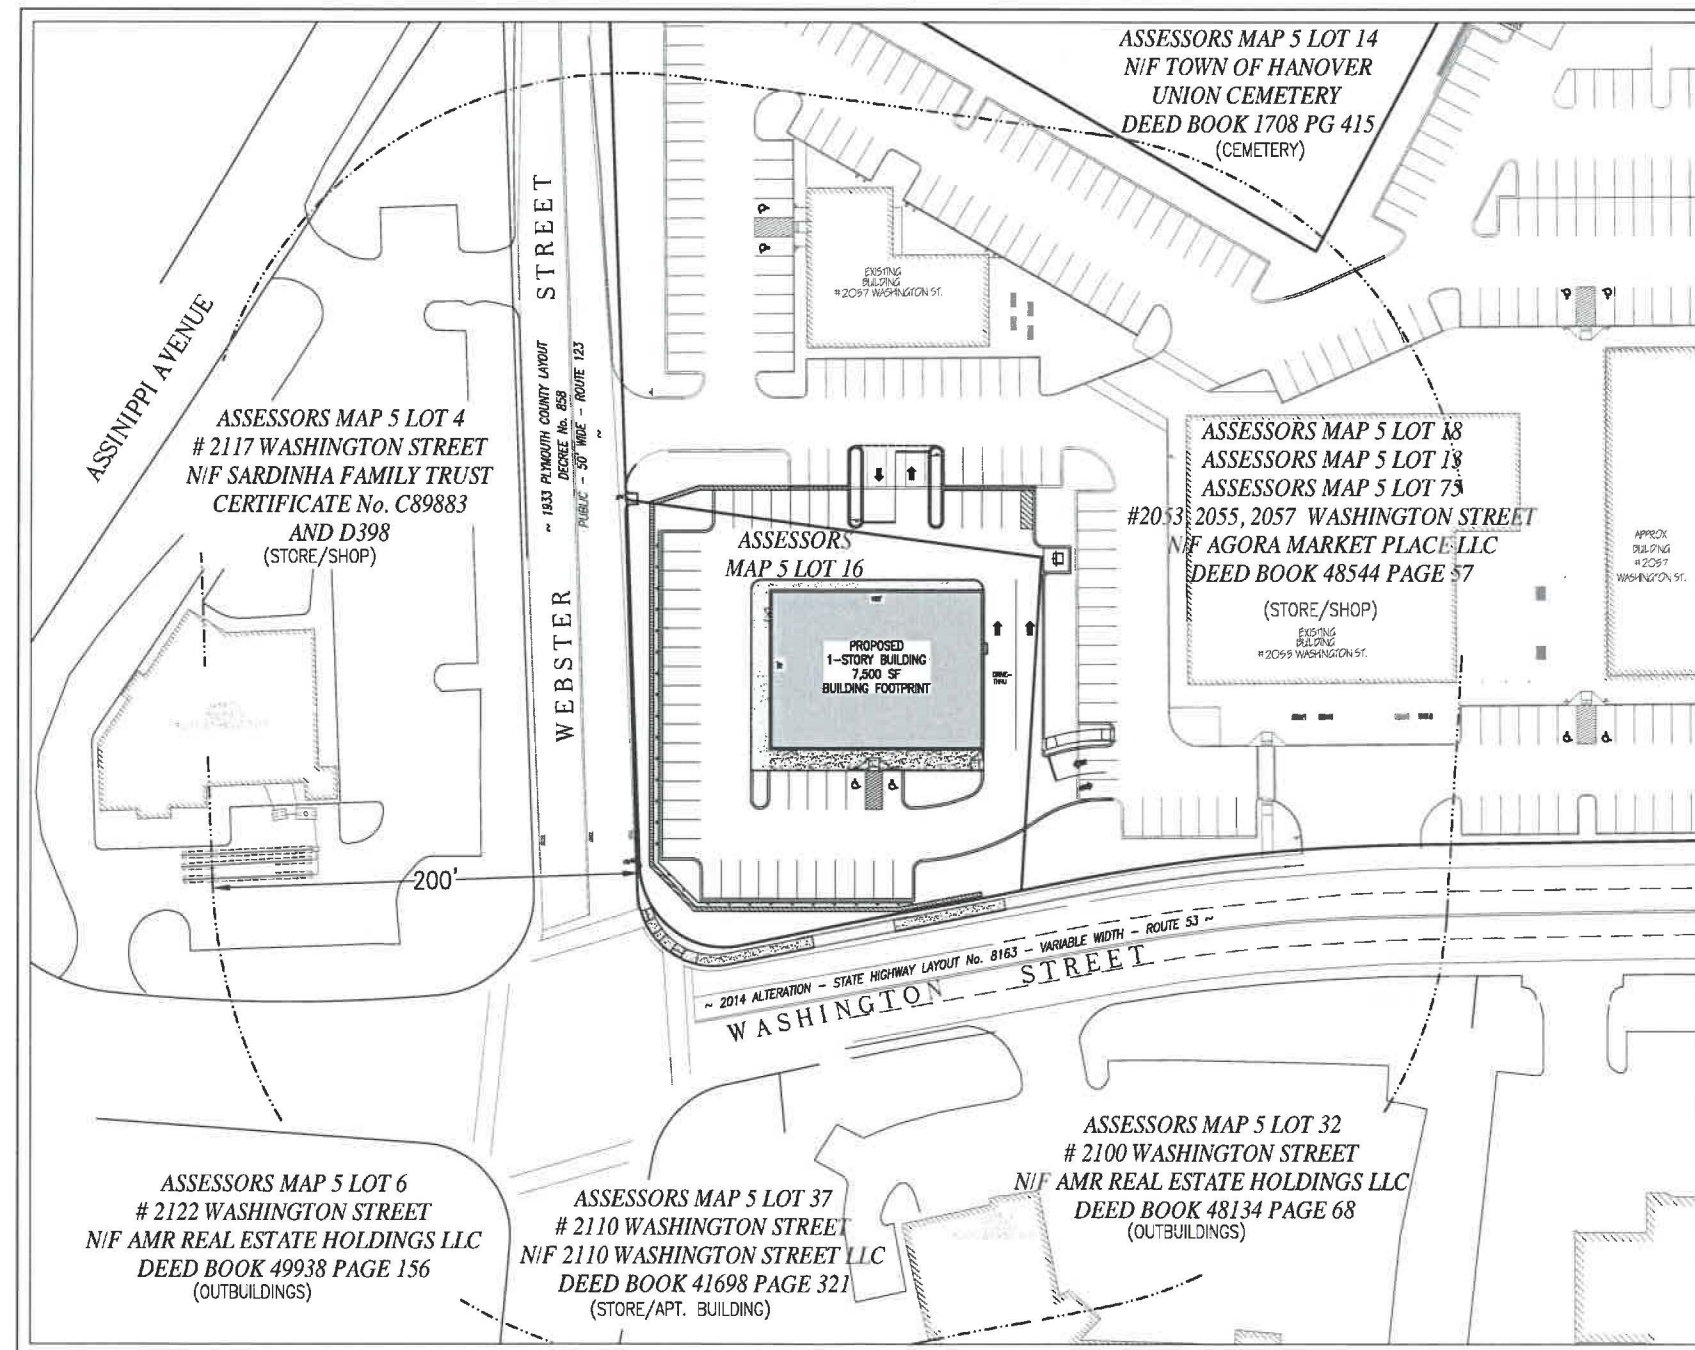 ASSESSORS MAP 5 LOT 14
N/F TOWN OF HANOVER
UNION CEMETERY
DEED BOOK 1708 PG 415
(CEMETERY)
WEBSTER STREET
~ 1933 PLYMOUTH COUNTY LAYOUT
DECREE No. 858
PUBLIC - 50' WIDE - ROUTE 123
~
ASSINIPPI AVENUE
EXISTING
BUILDING
#2057 WASHINGTON ST.
ASSESSORS MAP 5 LOT 4
# 2117 WASHINGTON STREET
N/F SARDINHA FAMILY TRUST
CERTIFICATE No. C89883
AND D398
(STORE/SHOP)
ASSESSORS
MAP 5 LOT 16
PROPOSED
1-STORY BUILDING
7,500 SF
BUILDING FOOTPRINT
DRIVE-
THRU
ASSESSORS MAP 5 LOT 18
ASSESSORS MAP 5 LOT 13
ASSESSORS MAP 5 LOT 75
#2053, 2055, 2057 WASHINGTON STREET
N/F AGORA MARKET PLACE LLC
DEED BOOK 48544 PAGE 57
(STORE/SHOP)
EXISTING
BUILDING
#2055 WASHINGTON ST.
APPROX
BUILDING
#2057
WASHINGTON ST.
200'
~ 2014 ALTERATION - STATE HIGHWAY LAYOUT No. 8163 - VARIABLE WIDTH - ROUTE 53 ~
WASHINGTON STREET
ASSESSORS MAP 5 LOT 6
# 2122 WASHINGTON STREET
N/F AMR REAL ESTATE HOLDINGS LLC
DEED BOOK 49938 PAGE 156
(OUTBUILDINGS)
ASSESSORS MAP 5 LOT 37
# 2110 WASHINGTON STREET
N/F 2110 WASHINGTON STREET LLC
DEED BOOK 41698 PAGE 321
(STORE/APT. BUILDING)
ASSESSORS MAP 5 LOT 32
# 2100 WASHINGTON STREET
N/F AMR REAL ESTATE HOLDINGS LLC
DEED BOOK 48134 PAGE 68
(OUTBUILDINGS)